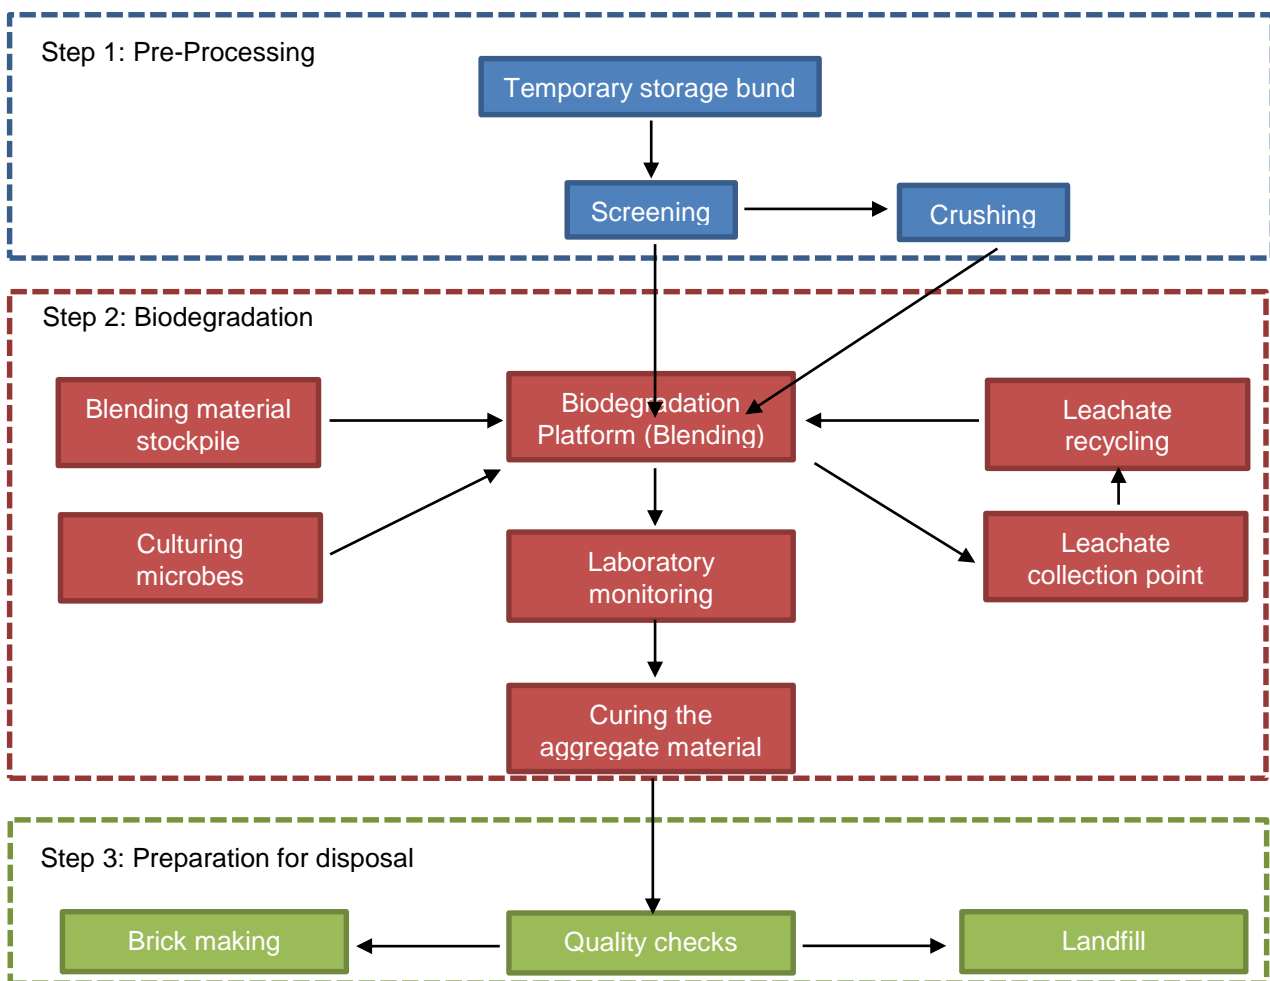 Step 1: Pre-Processing
Temporary storage bund
Screening
Crushing
Step 2: Biodegradation
Blending material
stockpile
Biodegradation
Platform (Blending)
Leachate
recycling
Culturing
microbes
Laboratory
monitoring
Leachate
collection point
Curing the
aggregate material
Step 3: Preparation for disposal
Brick making
Quality checks
Landfill